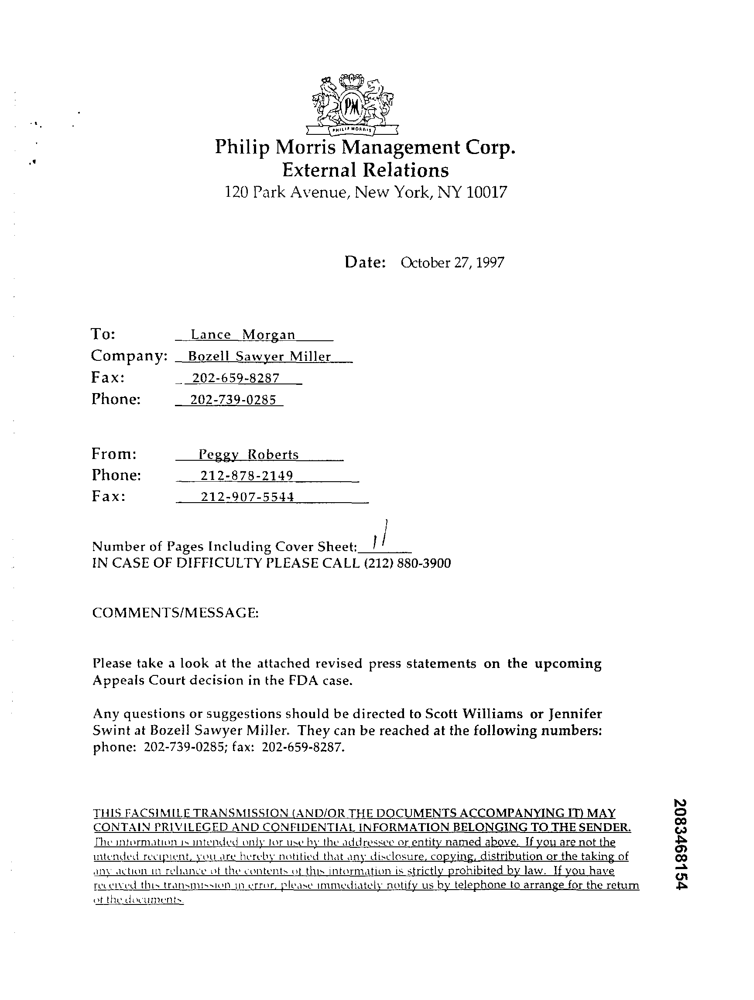 PM
PHILIP MORRIS
Philip Morris Management Corp.
External Relations
120 Park Avenue, New York, NY 10017
Date: October 27, 1997
To: Lance Morgan
Company: Bozell Sawyer Miller
Fax: 202-659-8287
Phone: 202-739-0285
From: Peggy Roberts
Phone: 212-878-2149
Fax: 212-907-5544
Number of Pages Including Cover Sheet: 11
IN CASE OF DIFFICULTY PLEASE CALL (212) 880-3900
COMMENTS/MESSAGE:
Please take a look at the attached revised press statements on the upcoming
Appeals Court decision in the FDA case.
Any questions or suggestions should be directed to Scott Williams or Jennifer
Swint at Bozell Sawyer Miller. They can be reached at the following numbers:
phone: 202-739-0285; fax: 202-659-8287.
THIS FACSIMILE TRANSMISSION (AND/OR THE DOCUMENTS ACCOMPANYING IT) MAY
CONTAIN PRIVILEGED AND CONFIDENTIAL INFORMATION BELONGING TO THE SENDER.
The information is intended only for use by the addressee or entity named above. If you are not the
intended recipient, you are hereby notified that any disclosure, copying, distribution or the taking of
any action in reliance of the contents of this information is strictly prohibited by law. If you have
received this transmission in error, please immediately notify us by telephone to arrange for the return
of the documents.
2083468154